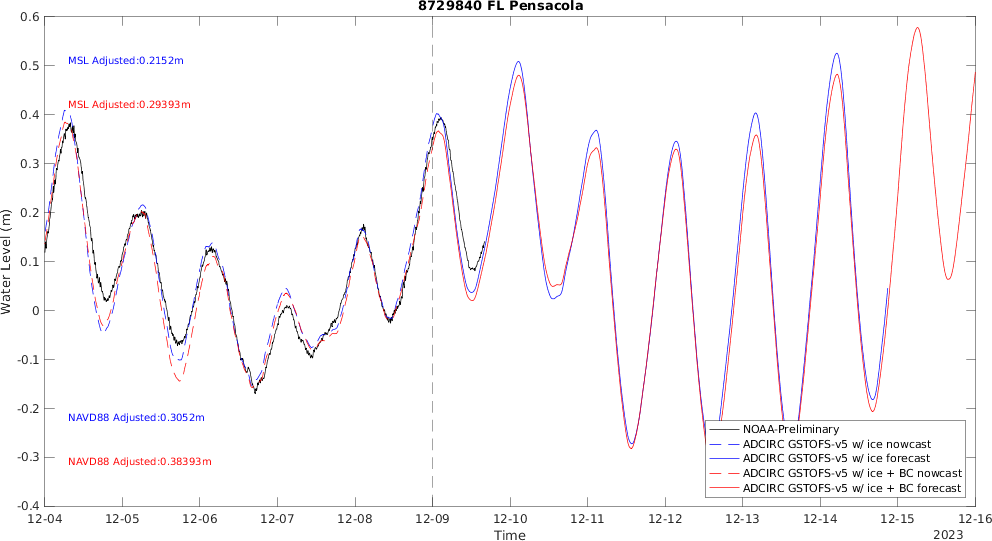 8729840 FL Pensacola
0.6
0.5
0.4
0.3
0.2
0.1
0
-0.1
-0.2
-0.3
-0.4
Water Level (m)
MSL Adjusted:0.2152m
MSL Adjusted:0.29393m
NAVD88 Adjusted:0.3052m
NAVD88 Adjusted:0.38393m
NOAA-Preliminary
ADCIRC GSTOFS-v5 w/ ice nowcast
ADCIRC GSTOFS-v5 w/ ice forecast
ADCIRC GSTOFS-v5 w/ ice + BC nowcast
ADCIRC GSTOFS-v5 w/ ice + BC forecast
12-04 12-05 12-06 12-07 12-08 12-09 12-10 12-11 12-12 12-13 12-14 12-15 12-16
Time
2023